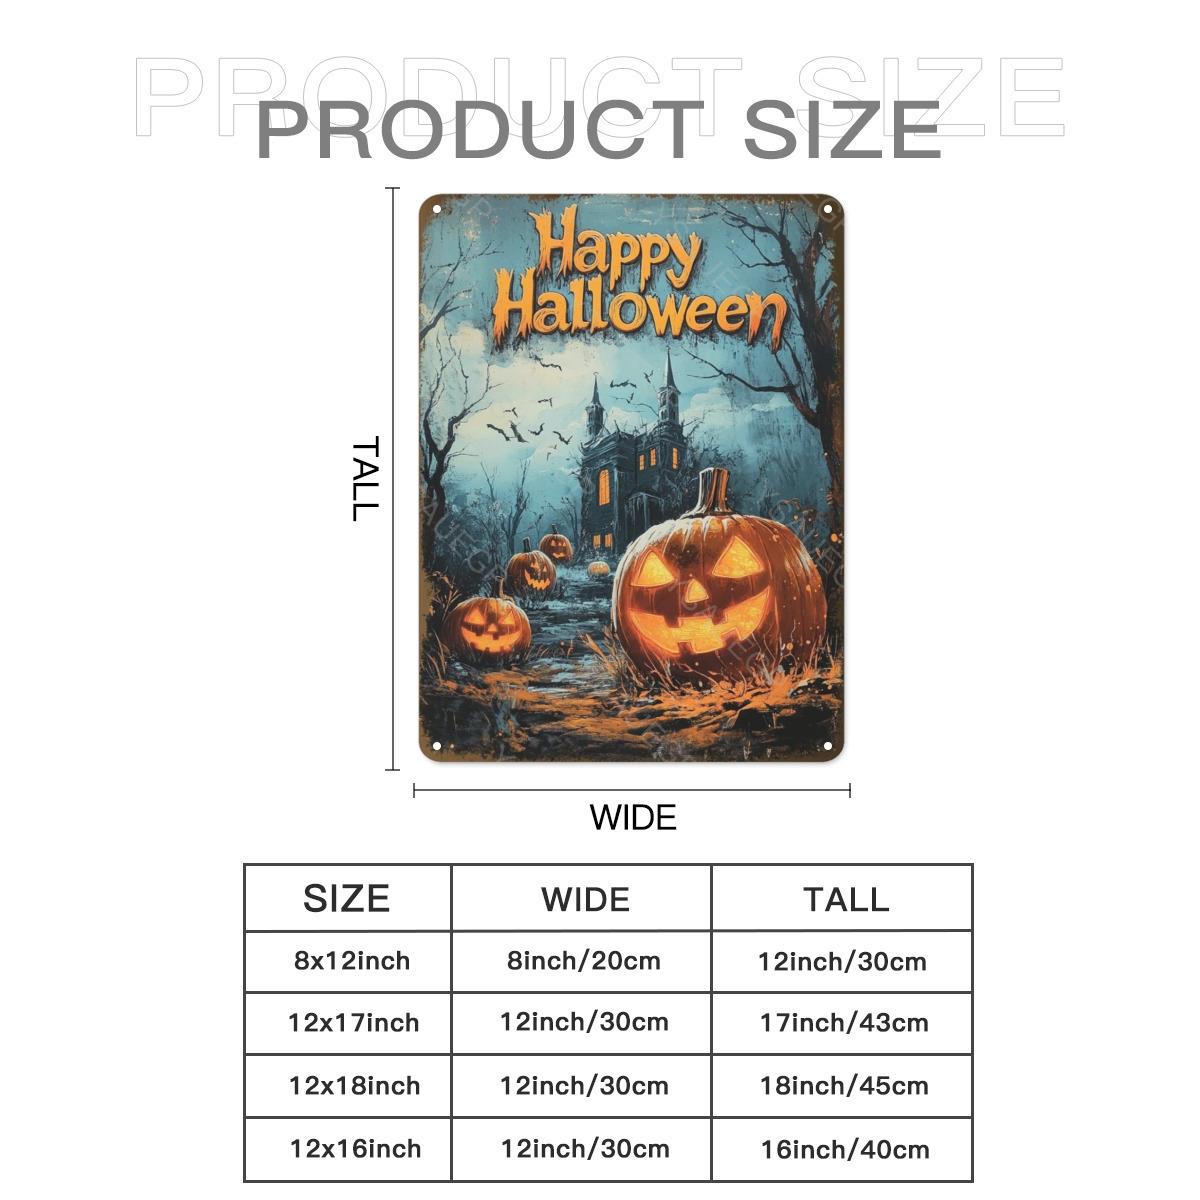 PRODUCT SIZE
PRODUCT SIZE
Happy
Halloween
TALL
WIDE
SIZE WIDE TALL
8x12inch 8inch/20cm 12inch/30cm
12x17inch 12inch/30cm 17inch/43cm
12x18inch 12inch/30cm 18inch/45cm
12x16inch 12inch/30cm 16inch/40cm